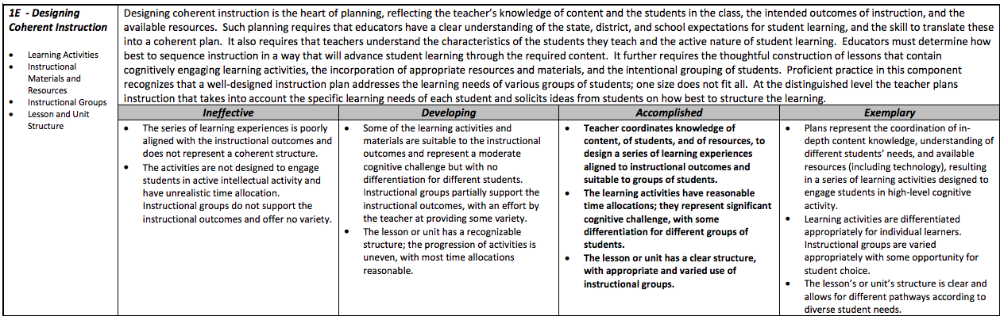 1E - Designing
Coherent Instruction
• Learning Activities
• Instructional
Materials and
Resources
• Instructional Groups
• Lesson and Unit
Structure
Designing coherent instruction is the heart of planning, reflecting the teacher's knowledge of content and the students in the class, the intended outcomes of instruction, and the
available resources. Such planning requires that educators have a clear understanding of the state, district, and school expectations for student learning, and the skill to translate these
into a coherent plan. It also requires that teachers understand the characteristics of the students they teach and the active nature of student learning. Educators must determine how
best to sequence instruction in a way that will advance student learning through the required content. It further requires the thoughtful construction of lessons that contain
cognitively engaging learning activities, the incorporation of appropriate resources and materials, and the intentional grouping of students. Proficient practice in this component
recognizes that a well-designed instruction plan addresses the learning needs of various groups of students; one size does not fit all. At the distinguished level the teacher plans
instruction that takes into account the specific learning needs of each student and solicits ideas from students on how best to structure the learning.
Ineffective
• The series of learning experiences is poorly
aligned with the instructional outcomes and
does not represent a coherent structure.
• The activities are not designed to engage
students in active intellectual activity and
have unrealistic time allocation.
Instructional groups do not support the
instructional outcomes and offer no variety.
Developing
• Some of the learning activities and
materials are suitable to the instructional
outcomes and represent a moderate
cognitive challenge but with no
differentiation for different students.
Instructional groups partially support the
instructional outcomes, with an effort by
the teacher at providing some variety.
• The lesson or unit has a recognizable
structure; the progression of activities is
uneven, with most time allocations
reasonable.
Accomplished
• Teacher coordinates knowledge of
content, of students, and of resources, to
design a series of learning experiences
aligned to instructional outcomes and
suitable to groups of students.
• The learning activities have reasonable
time allocations; they represent significant
cognitive challenge, with some
differentiation for different groups of
students.
• The lesson or unit has a clear structure,
with appropriate and varied use of
instructional groups.
Exemplary
• Plans represent the coordination of in-
depth content knowledge, understanding of
different students' needs, and available
resources (including technology), resulting
in a series of learning activities designed to
engage students in high-level cognitive
activity.
• Learning activities are differentiated
appropriately for individual learners.
Instructional groups are varied
appropriately with some opportunity for
student choice.
• The lesson's or unit's structure is clear and
allows for different pathways according to
diverse student needs.